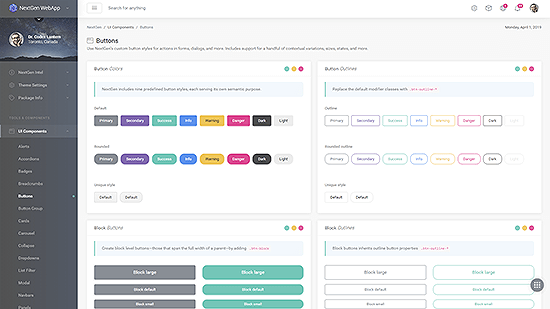 NextGen WebApp
Search for anything
Dr. Codex Lantern
Toronto, Canada
NextGen Intel
Theme Settings
Package Info
TOOLS & COMPONENTS
UI Components
Alerts
Accordions
Badges
Breadcrumbs
Buttons
Button Group
Cards
Carousel
Collapse
Dropdowns
List Filter
Modal
Navbars
Panels
NextGen / UI Components / Buttons
Monday, April 1, 2019
Buttons
Use NextGen's custom button styles for actions in forms, dialogs, and more. Includes support for a handful of contextual variations, sizes, states, and more.
Button Colors
NextGen includes nine predefined button styles, each serving its own semantic purpose.
Default
Primary Secondary Success Info Warning Danger Dark Light
Rounded
Primary Secondary Success Info Warning Danger Dark Light
Unique style
Default Default
Button Outlines
Replace the default modifier classes with .btn-outline-*
Outline
Primary Secondary Success Info Warning Danger Dark
Rounded outline
Primary Secondary Success Info Warning Danger Dark
Unique style
Default Default
Block Buttons
Create block level buttons—those that span the full width of a parent—by adding .btn-block
Block large Block large
Block default Block default
Block small Block small
Block Outlines
Block buttons inherits outline button properties .btn-outline-*
Block large Block large
Block default Block default
Block small Block small